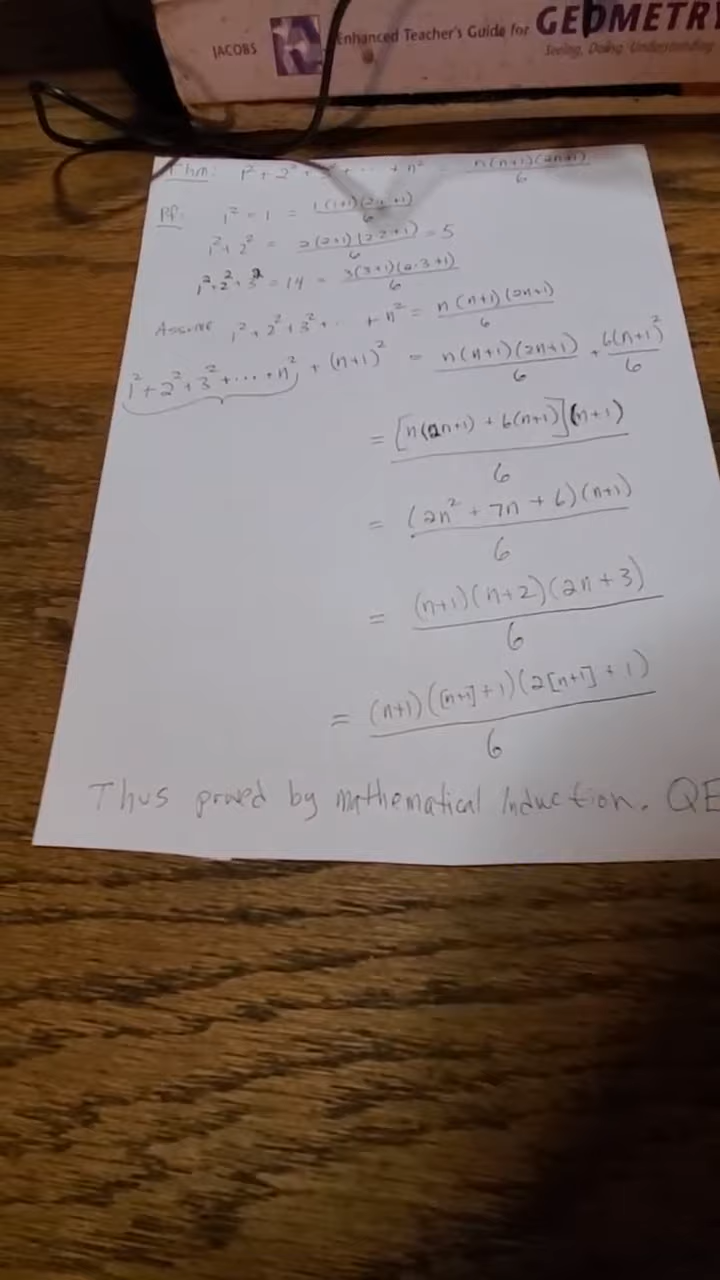 JACOBS Enhanced Teacher's Guide for GEOMETRY
Seeing, Doing, Understanding
Thm: 1² + 2² + ... + n² = n(n+1)(2n+1)/6
Pf: 1² = 1 = 1(1+1)(2·1+1)/6
1² + 2² = 2(2+1)(2·2+1)/6 = 5
1² + 2² + 3² = 14 = 3(3+1)(2·3+1)/6
Assume 1² + 2² + 3² + ... + n² = n(n+1)(2n+1)/6
1² + 2² + 3² + ... + n² + (n+1)² = n(n+1)(2n+1)/6 + 6(n+1)²/6
= [n(2n+1) + 6(n+1)](n+1)/6
= (2n² + 7n + 6)(n+1)/6
= (n+1)(n+2)(2n+3)/6
= (n+1)([n+1]+1)(2[n+1]+1)/6
Thus proved by mathematical Induction. QE